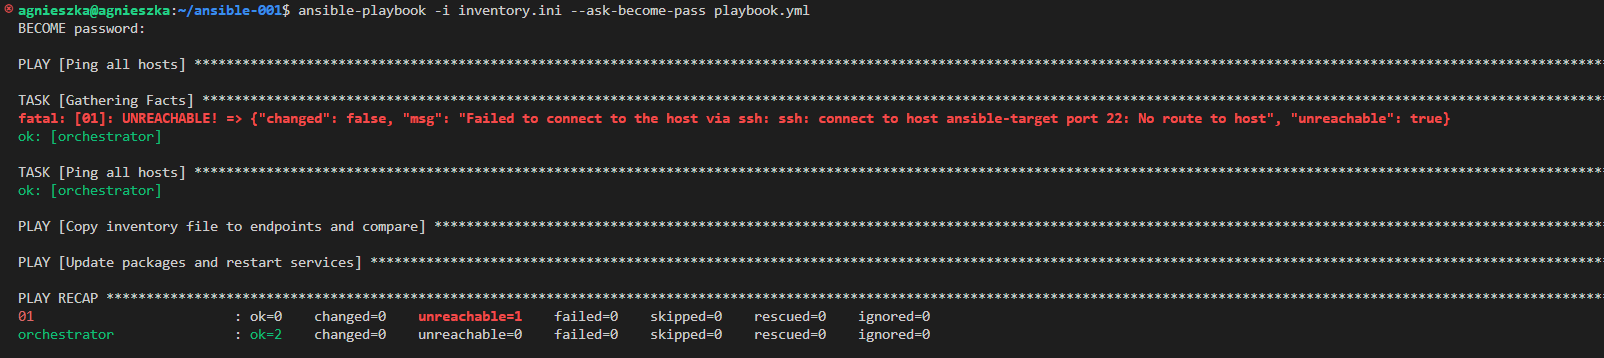 agnieszka@agnieszka:~/ansible-001$ ansible-playbook -i inventory.ini --ask-become-pass playbook.yml
BECOME password:
PLAY [Ping all hosts] ********************************************************************************************************************************************************************************
TASK [Gathering Facts] *******************************************************************************************************************************************************************************
fatal: [01]: UNREACHABLE! => {"changed": false, "msg": "Failed to connect to the host via ssh: ssh: connect to host ansible-target port 22: No route to host", "unreachable": true}
ok: [orchestrator]
TASK [Ping all hosts] ********************************************************************************************************************************************************************************
ok: [orchestrator]
PLAY [Copy inventory file to endpoints and compare] **************************************************************************************************************************************************
PLAY [Update packages and restart services] **********************************************************************************************************************************************************
PLAY RECAP *******************************************************************************************************************************************************************************************
01                         : ok=0    changed=0    unreachable=1    failed=0    skipped=0    rescued=0    ignored=0
orchestrator               : ok=2    changed=0    unreachable=0    failed=0    skipped=0    rescued=0    ignored=0